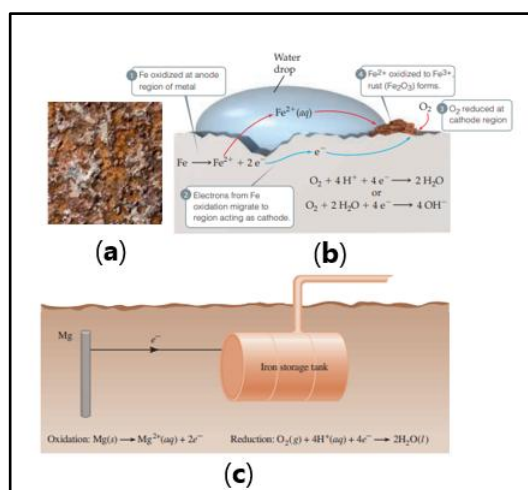 Water
drop
1 Fe oxidized at anode
region of metal
4 Fe²⁺ oxidized to Fe³⁺,
rust (Fe₂O₃) forms.
O₂
3 O₂ reduced at
cathode region
Fe²⁺(aq)
Fe ⟶ Fe²⁺ + 2 e⁻
e⁻
2 Electrons from Fe
oxidation migrate to
region acting as cathode.
O₂ + 4 H⁺ + 4 e⁻ ⟶ 2 H₂O
or
O₂ + 2 H₂O + 4 e⁻ ⟶ 4 OH⁻
(a)
(b)
Mg
e⁻
Iron storage tank
Oxidation: Mg(s) ⟶ Mg²⁺(aq) + 2e⁻
Reduction: O₂(g) + 4H⁺(aq) + 4e⁻ ⟶ 2H₂O(l)
(c)